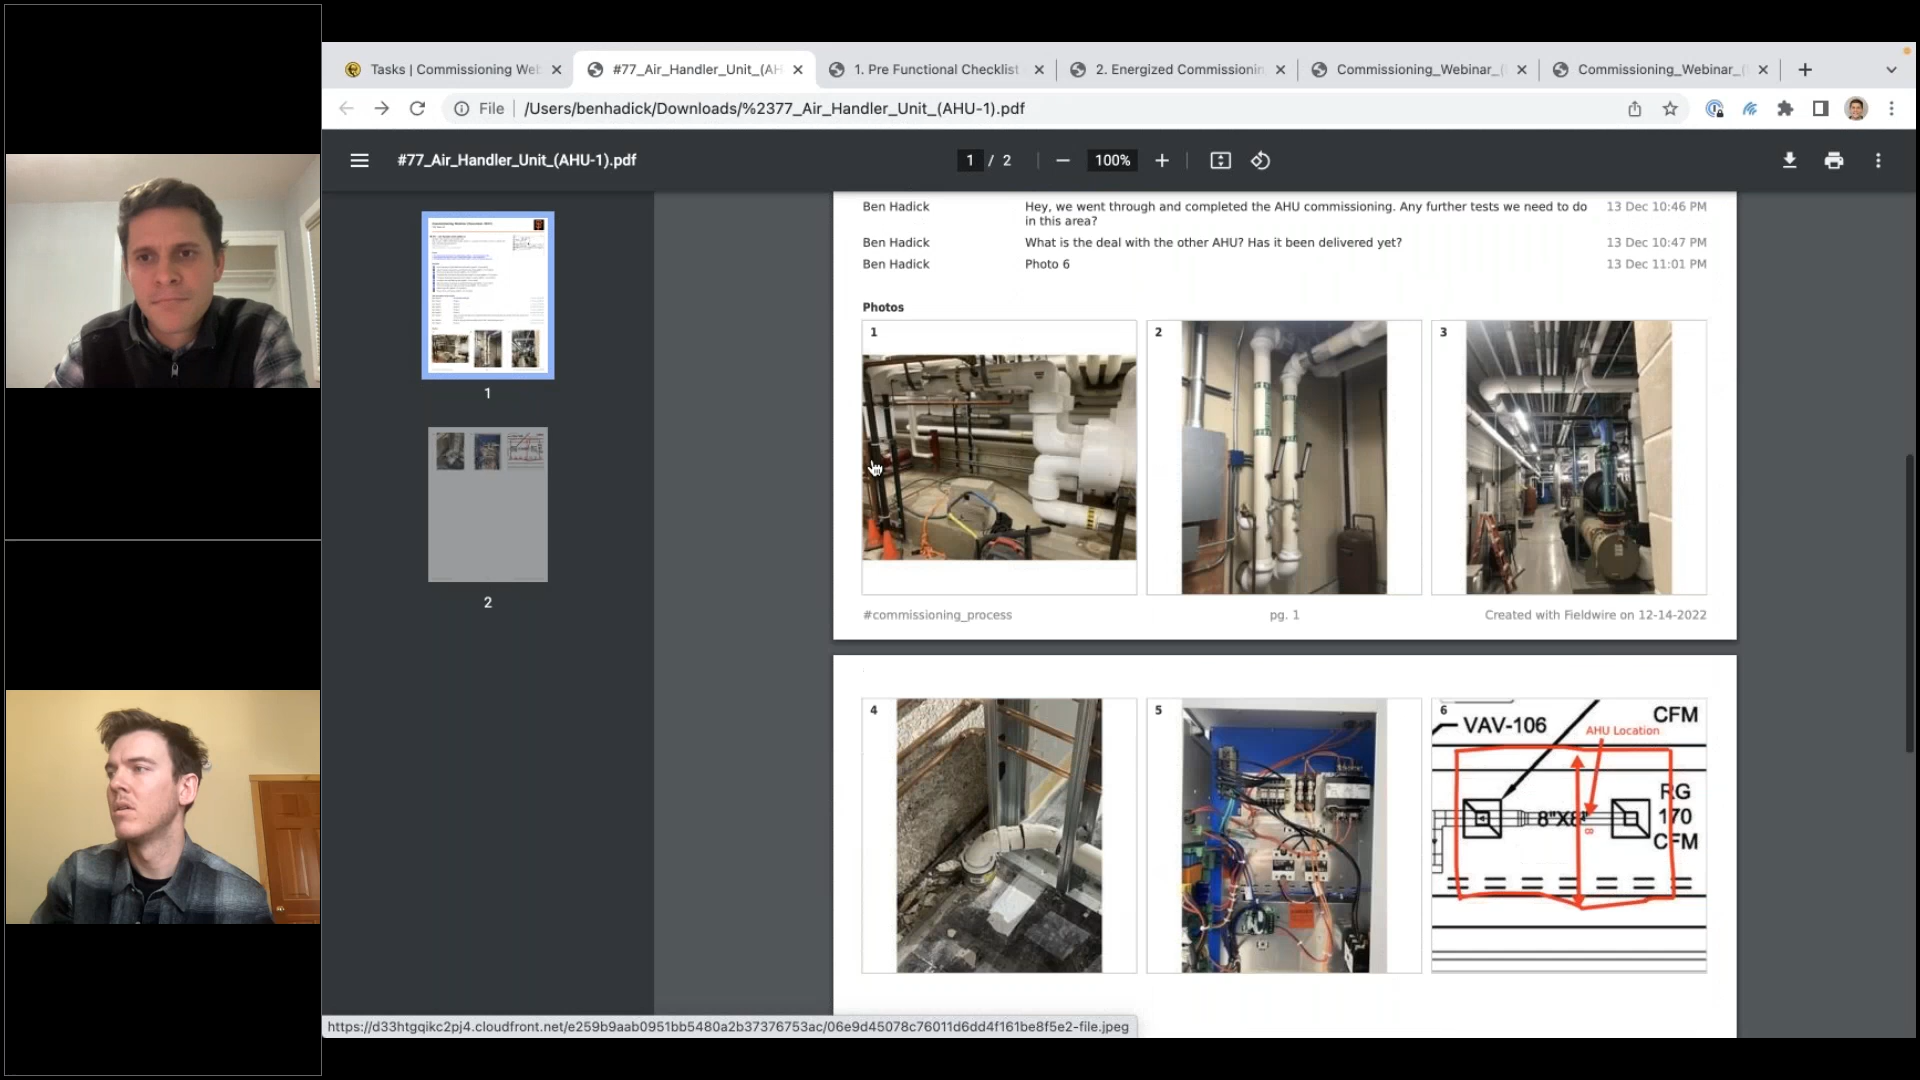 Tasks | Commissioning Web
#77_Air_Handler_Unit_(AH
1. Pre Functional Checklist
2. Energized Commissionin
Commissioning_Webinar_(
Commissioning_Webinar_(
File
/Users/benhadick/Downloads/%2377_Air_Handler_Unit_(AHU-1).pdf
#77_Air_Handler_Unit_(AHU-1).pdf
1 / 2
100%
1
2
Ben Hadick Hey, we went through and completed the AHU commissioning. Any further tests we need to do 13 Dec 10:46 PM
in this area?
Ben Hadick What is the deal with the other AHU? Has it been delivered yet? 13 Dec 10:47 PM
Ben Hadick Photo 6 13 Dec 11:01 PM
Photos
1
2
3
#commissioning_process pg. 1 Created with Fieldwire on 12-14-2022
4
5
6
VAV-106
CFM
AHU Location
RG
8"X8"
170
CFM
https://d33htgqikc2pj4.cloudfront.net/e259b9aab0951bb5480a2b37376753ac/06e9d45078c76011d6dd4f161be8f5e2-file.jpeg